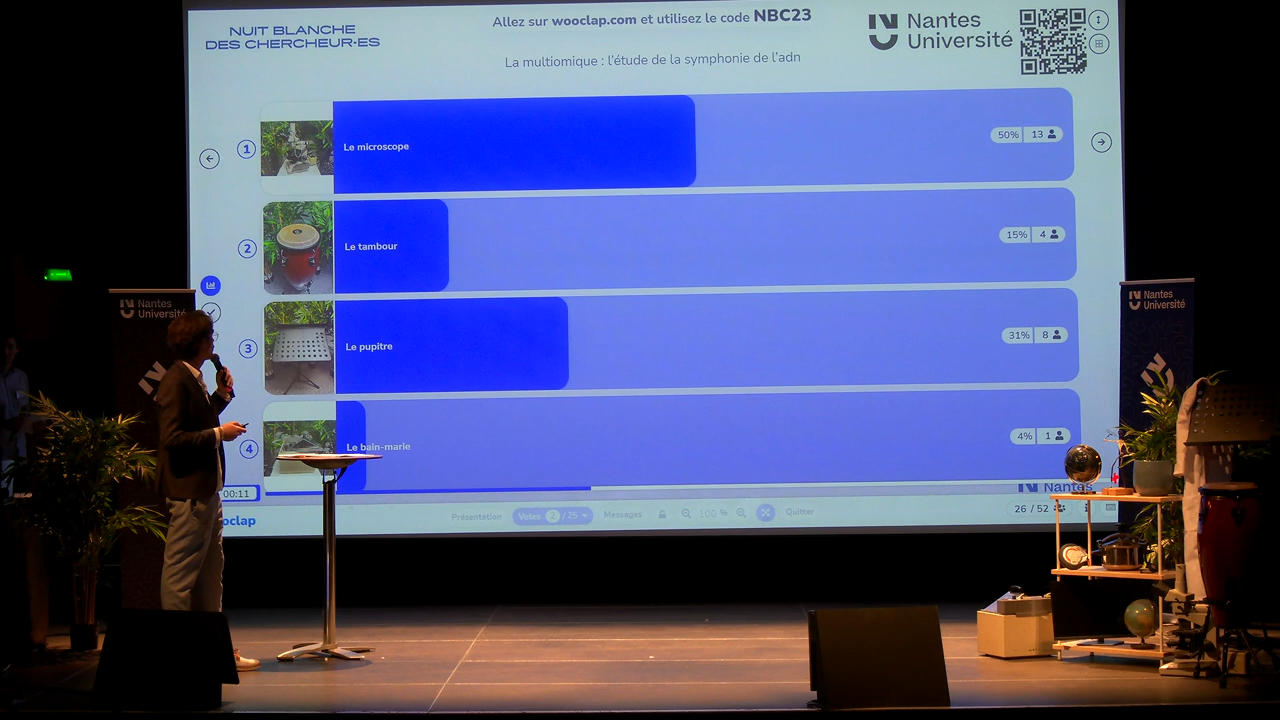 NUIT BLANCHE
DES CHERCHEUR·ES
Allez sur wooclap.com et utilisez le code NBC23
La multiomique : l'étude de la symphonie de l'adn
Nantes
Université
1
Le microscope
50% 13
2
Le tambour
15% 4
3
Le pupitre
31% 8
4
Le bain-marie
4% 1
00:11
Nantes
oclap
Présentation
Votes 2 / 25
Messages
100 %
Quitter
26 / 52
Nantes
Université
Nantes
Université